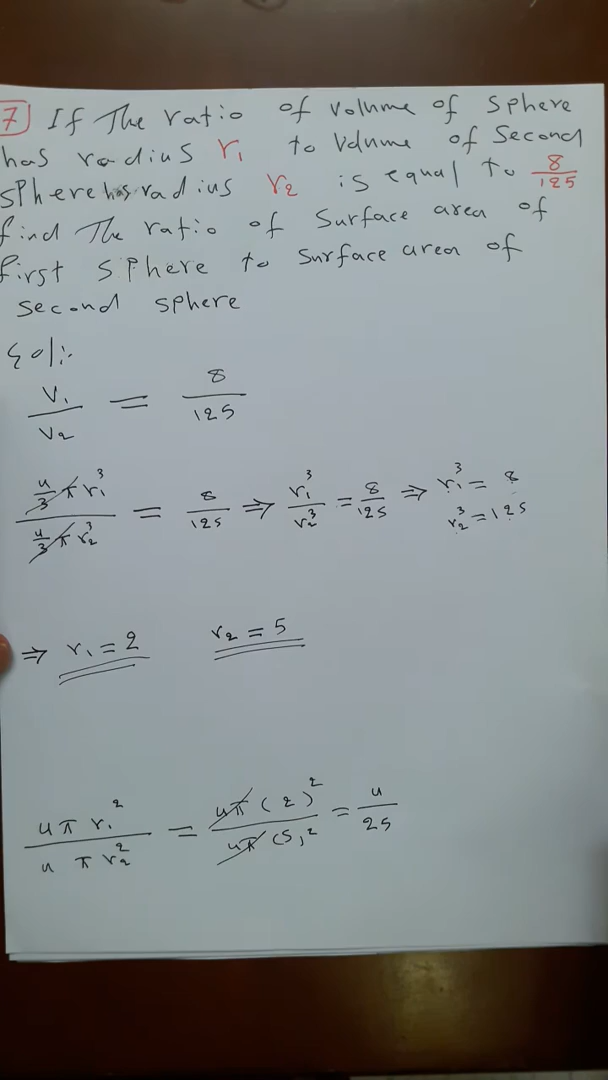 7 If The ratio of volume of sphere
has radius r₁ to volume of Second
sphere has radius r₂ is equal to 8/125
find The ratio of Surface area of
first sphere to surface area of
second sphere
Sol:
V₁/V₂ = 8/125
(4/3 π r₁³)/(4/3 π r₂³) = 8/125 ⇒ r₁³/r₂³ = 8/125 ⇒ r₁³ = 8
r₂³ = 125
⇒ r₁ = 2 r₂ = 5
(4π r₁²)/(4 π r₂²) = (4π (2)²)/(4π (5)²) = 4/25